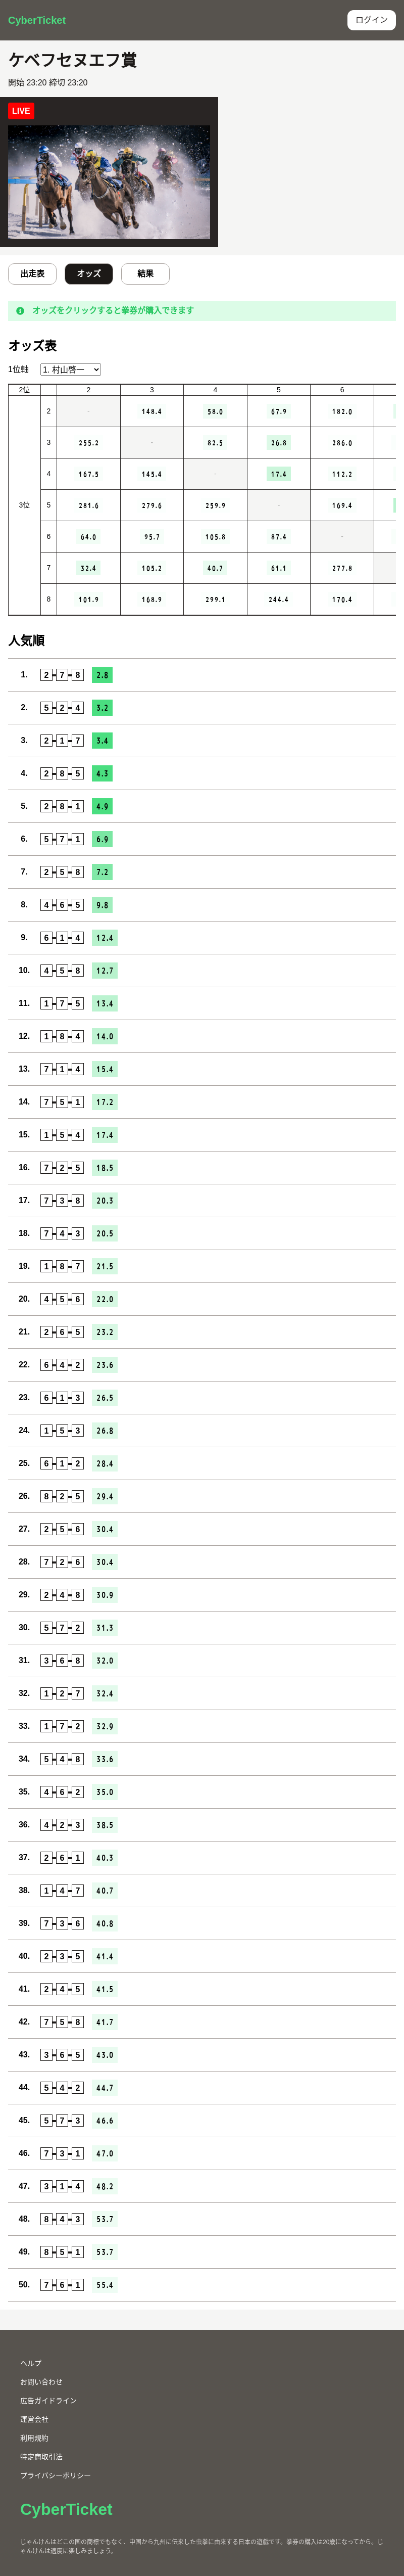 CyberTicket
ログイン
ケベフセヌエフ賞
開始 23:20 締切 23:20
LIVE
出走表 オッズ 結果
オッズをクリックすると拳券が購入できます
オッズ表
1位軸 1. 村山啓一
2位 2 3 4 5 6
2 - 148.4 58.0 67.9 182.0
3 255.2 - 82.5 26.8 286.0
4 167.5 145.4 - 17.4 112.2
3位 5 281.6 279.6 259.9 - 169.4
6 64.0 95.7 105.8 87.4 -
7 32.4 105.2 40.7 61.1 277.8
8 101.9 168.9 299.1 244.4 170.4
人気順
1. 2-7-8 2.8
2. 5-2-4 3.2
3. 2-1-7 3.4
4. 2-8-5 4.3
5. 2-8-1 4.9
6. 5-7-1 6.9
7. 2-5-8 7.2
8. 4-6-5 9.8
9. 6-1-4 12.4
10. 4-5-8 12.7
11. 1-7-5 13.4
12. 1-8-4 14.0
13. 7-1-4 15.4
14. 7-5-1 17.2
15. 1-5-4 17.4
16. 7-2-5 18.5
17. 7-3-8 20.3
18. 7-4-3 20.5
19. 1-8-7 21.5
20. 4-5-6 22.0
21. 2-6-5 23.2
22. 6-4-2 23.6
23. 6-1-3 26.5
24. 1-5-3 26.8
25. 6-1-2 28.4
26. 8-2-5 29.4
27. 2-5-6 30.4
28. 7-2-6 30.4
29. 2-4-8 30.9
30. 5-7-2 31.3
31. 3-6-8 32.0
32. 1-2-7 32.4
33. 1-7-2 32.9
34. 5-4-8 33.6
35. 4-6-2 35.0
36. 4-2-3 38.5
37. 2-6-1 40.3
38. 1-4-7 40.7
39. 7-3-6 40.8
40. 2-3-5 41.4
41. 2-4-5 41.5
42. 7-5-8 41.7
43. 3-6-5 43.0
44. 5-4-2 44.7
45. 5-7-3 46.6
46. 7-3-1 47.0
47. 3-1-4 48.2
48. 8-4-3 53.7
49. 8-5-1 53.7
50. 7-6-1 55.4
ヘルプ
お問い合わせ
広告ガイドライン
運営会社
利用規約
特定商取引法
プライバシーポリシー
CyberTicket
じゃんけんはどこの国の商標でもなく、中国から九州に伝来した虫拳に由来する日本の遊戯です。拳券の購入は20歳になってから。じ
ゃんけんは適度に楽しみましょう。